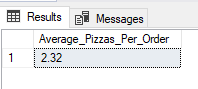 Results Messages
Average_Pizzas_Per_Order
1 2.32